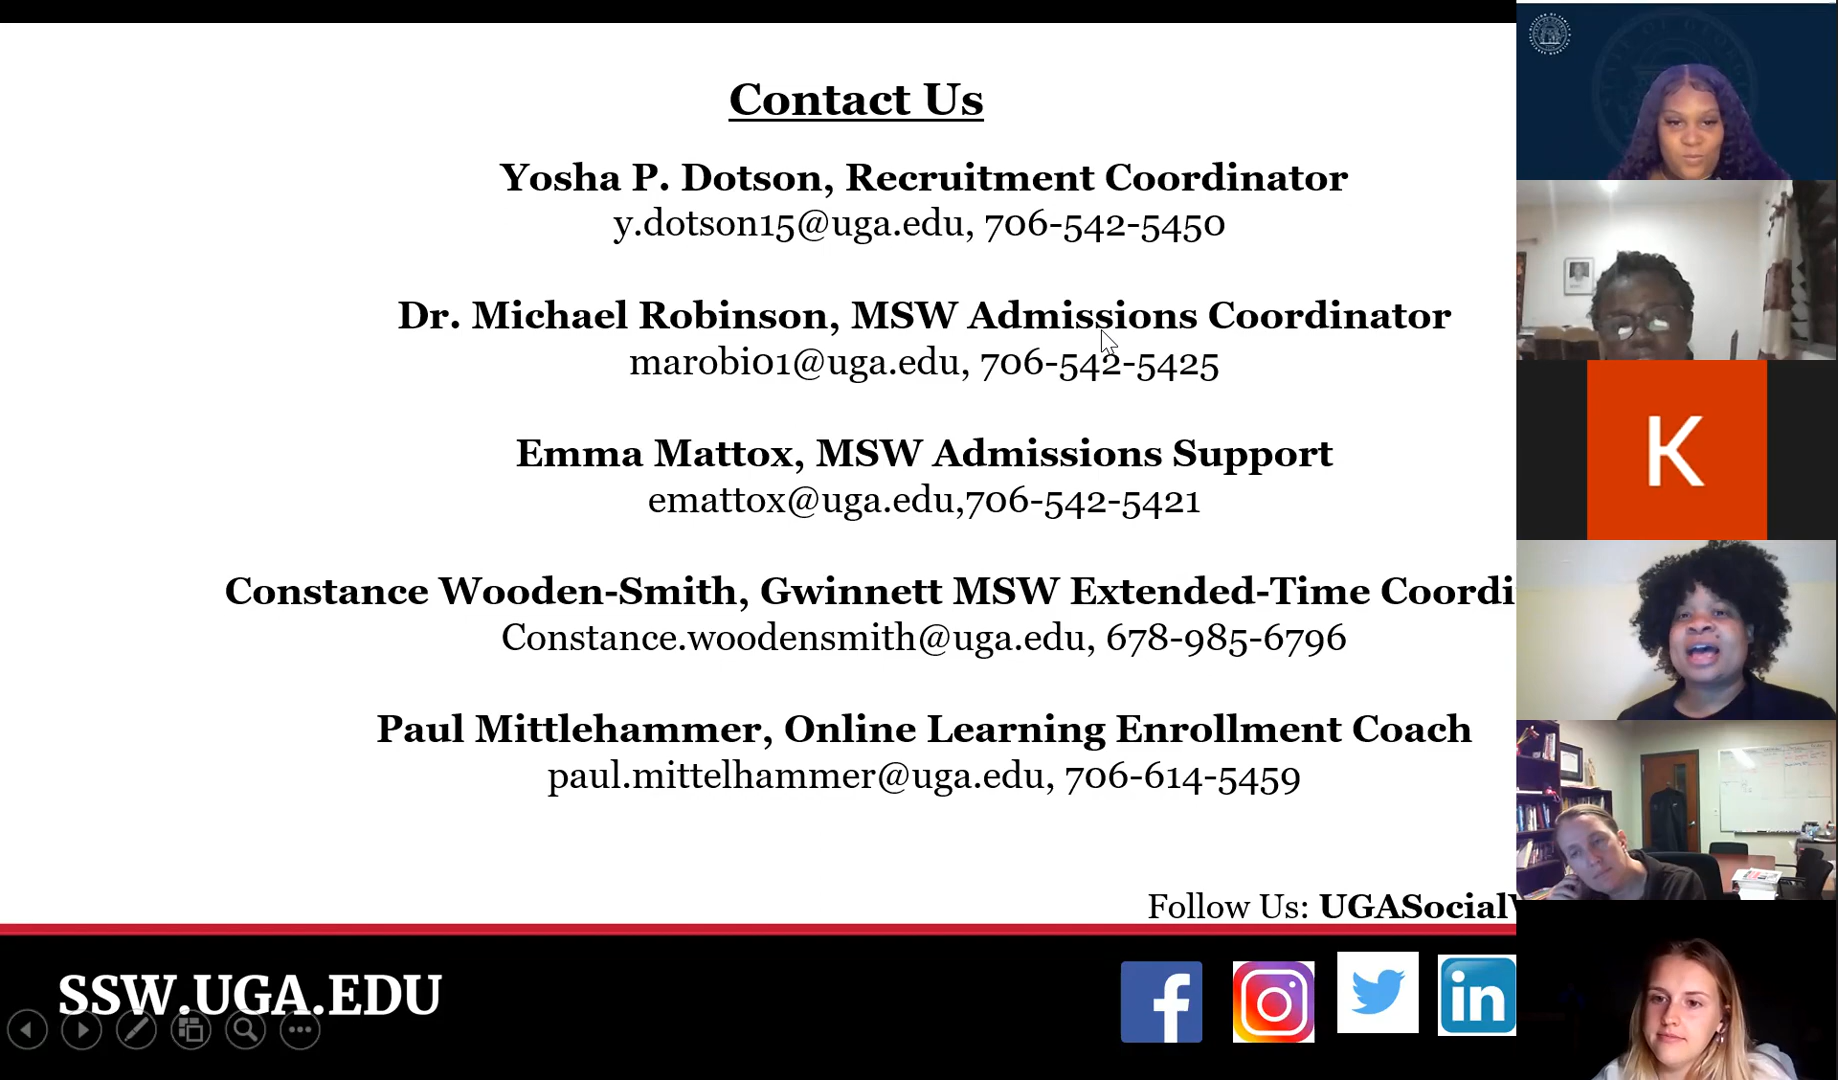 Contact Us
Yosha P. Dotson, Recruitment Coordinator
y.dotson15@uga.edu, 706-542-5450
Dr. Michael Robinson, MSW Admissions Coordinator
marobi01@uga.edu, 706-542-5425
Emma Mattox, MSW Admissions Support
emattox@uga.edu,706-542-5421
Constance Wooden-Smith, Gwinnett MSW Extended-Time Coordi
Constance.woodensmith@uga.edu, 678-985-6796
Paul Mittlehammer, Online Learning Enrollment Coach
paul.mittelhammer@uga.edu, 706-614-5459
Follow Us: UGASocial
SSW.UGA.EDU
f
in
K